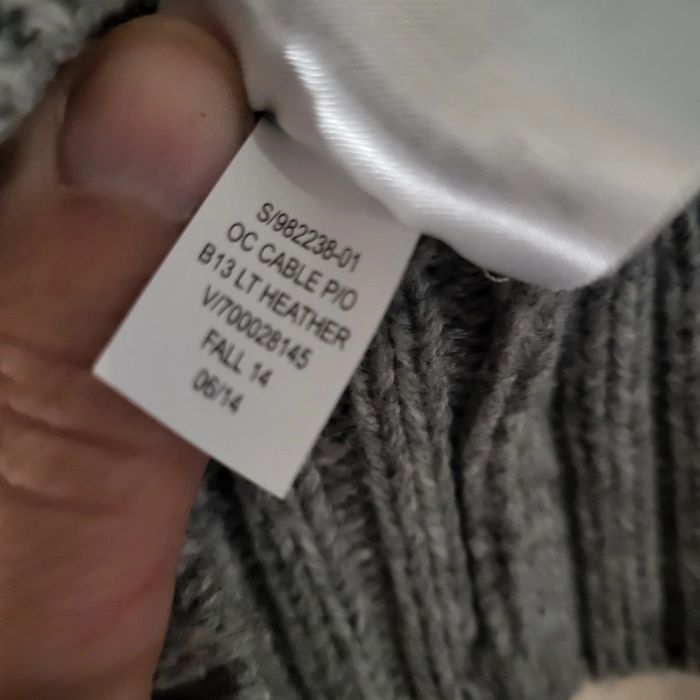 S/982238-01
OC CABLE P/O
B13 LT HEATHER
V/700028145
FALL 14
06/14